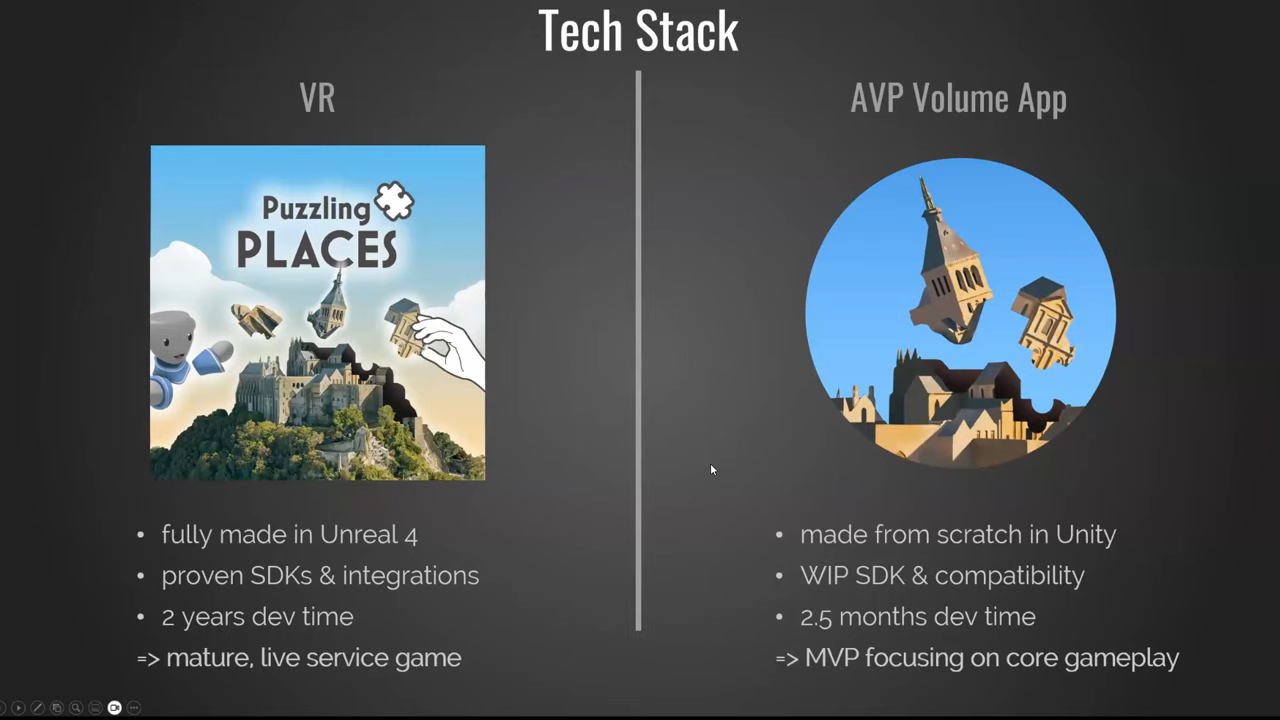 Tech Stack
VR
Puzzling
PLACES
• fully made in Unreal 4
• proven SDKs & integrations
• 2 years dev time
=> mature, live service game
AVP Volume App
• made from scratch in Unity
• WIP SDK & compatibility
• 2.5 months dev time
=> MVP focusing on core gameplay